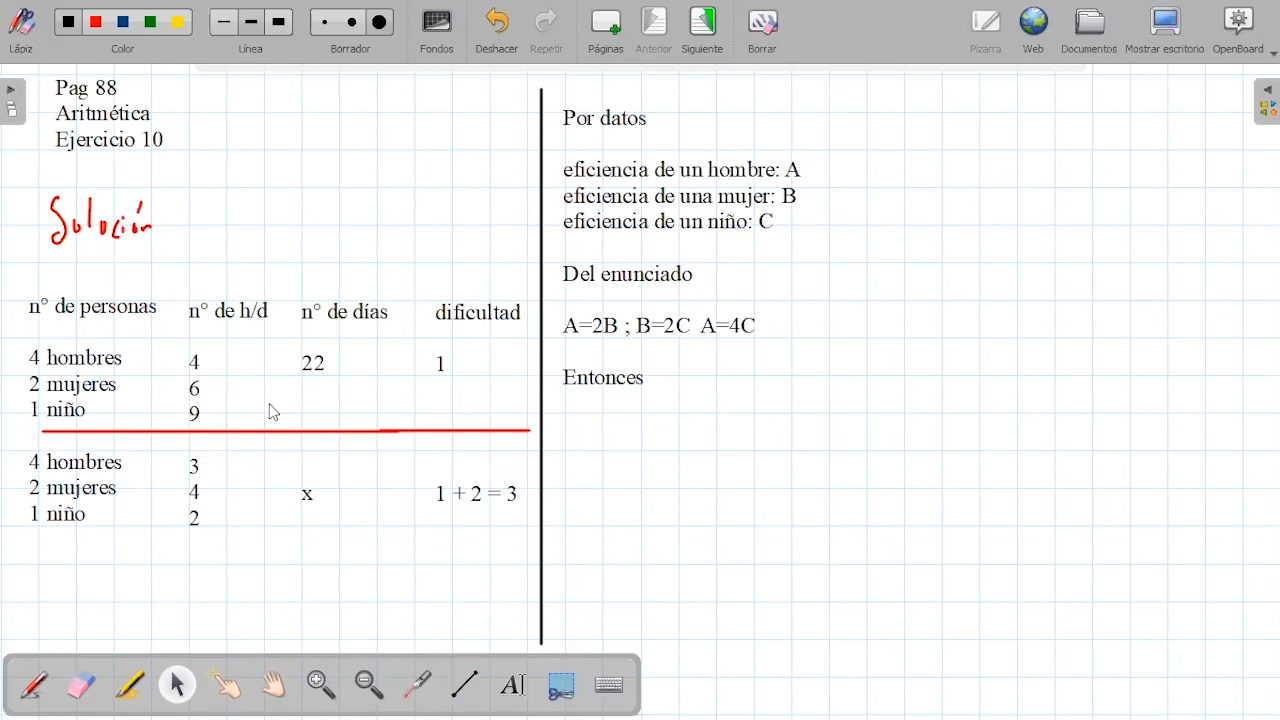 Lápiz
Color
Línea
Borrador
Fondos
Deshacer
Repetir
Páginas
Anterior
Siguiente
Borrar
Pizarra
Web
Documentos
Mostrar escritorio
OpenBoard
Pag 88
Aritmética
Ejercicio 10
Solución
n° de personas n° de h/d n° de días dificultad
4 hombres 4 22 1
2 mujeres 6
1 niño 9
4 hombres 3
2 mujeres 4 x 1 + 2 = 3
1 niño 2
Por datos
eficiencia de un hombre: A
eficiencia de una mujer: B
eficiencia de un niño: C
Del enunciado
A=2B ; B=2C A=4C
Entonces